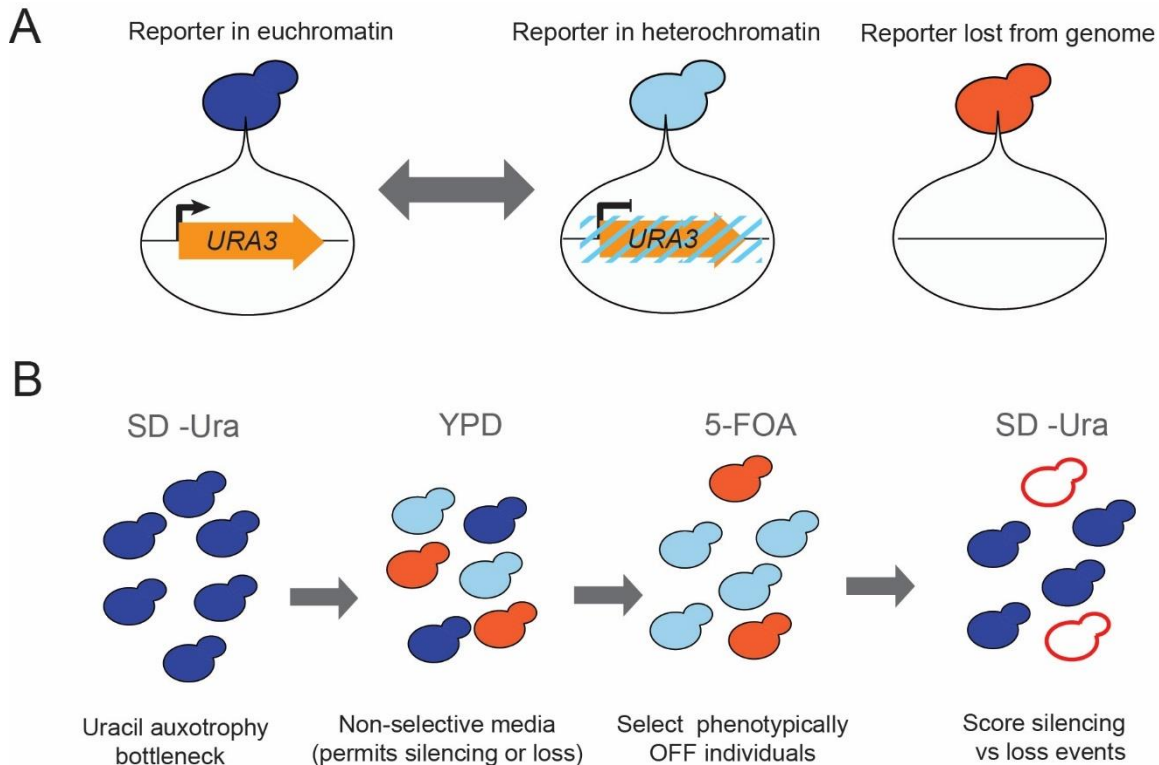 A
Reporter in euchromatin
Reporter in heterochromatin
Reporter lost from genome
URA3
URA3
B
SD -Ura
YPD
5-FOA
SD -Ura
Uracil auxotrophy
bottleneck
Non-selective media
(permits silencing or loss)
Select phenotypically
OFF individuals
Score silencing
vs loss events